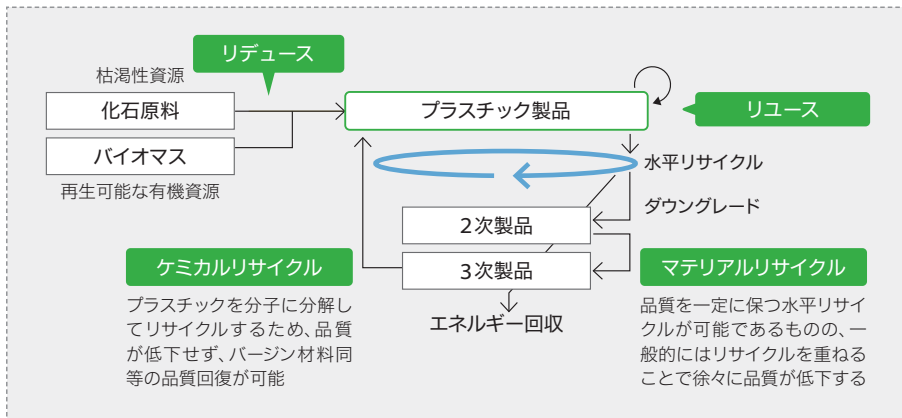 リデュース
枯渇性資源
化石原料
プラスチック製品
リユース
バイオマス
再生可能な有機資源
水平リサイクル
ダウングレード
2次製品
ケミカルリサイクル
3次製品
マテリアルリサイクル
プラスチックを分子に分解し
てリサイクルするため、品質
が低下せず、バージン材料同
等の品質回復が可能
エネルギー回収
品質を一定に保つ水平リサイ
クルが可能であるものの、一
般的にはリサイクルを重ねる
ことで徐々に品質が低下する